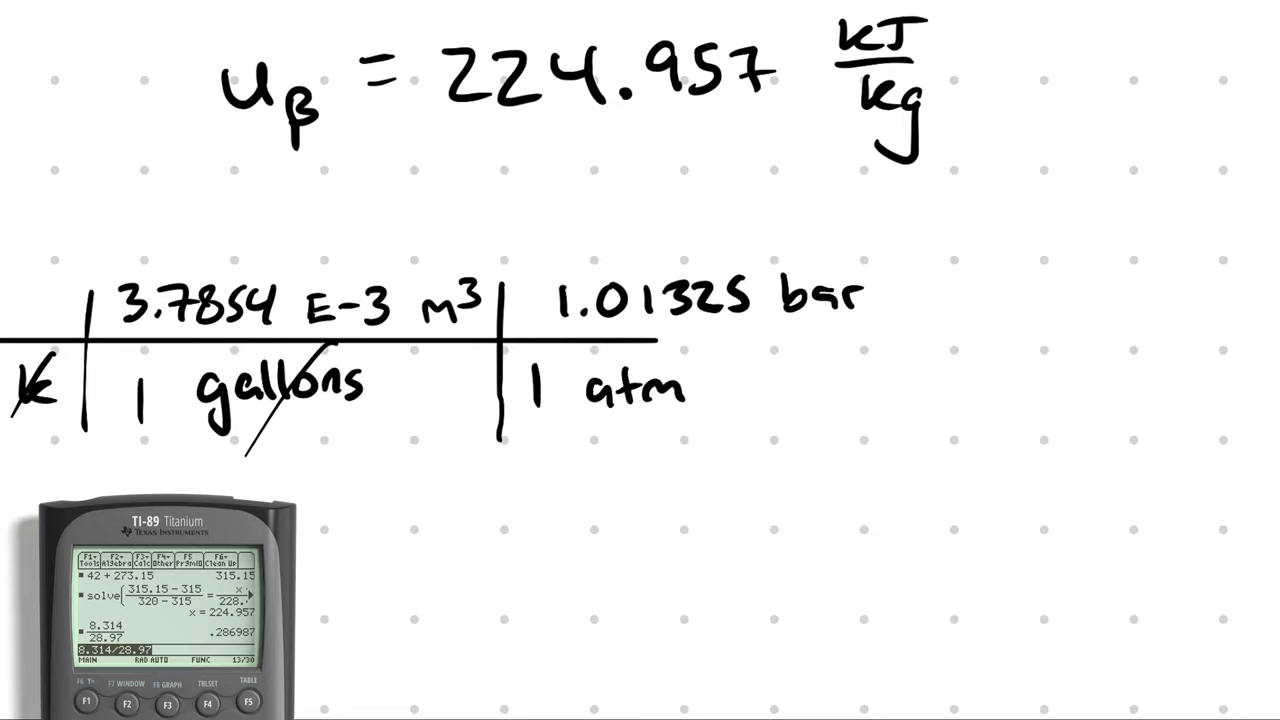 u_β = 224.957 kJ/kg
3.7854 E-3 m³ | 1.01325 bar
K | 1 gallons | 1 atm
TI-89 Titanium
TEXAS INSTRUMENTS
F1 Tools F2 Algebra F3 Calc F4 Other F5 PrgmIO F6 Clean Up
42 + 273.15 315.15
solve((315.15 - 315)/(320 - 315) = x
228.
x = 224.957
8.314/28.97 .286987
8.314/28.97
MAIN RAD AUTO FUNC 13/30
F6 Y= F7 WINDOW F8 GRAPH TBLSET TABLE
F1 F2 F3 F4 F5